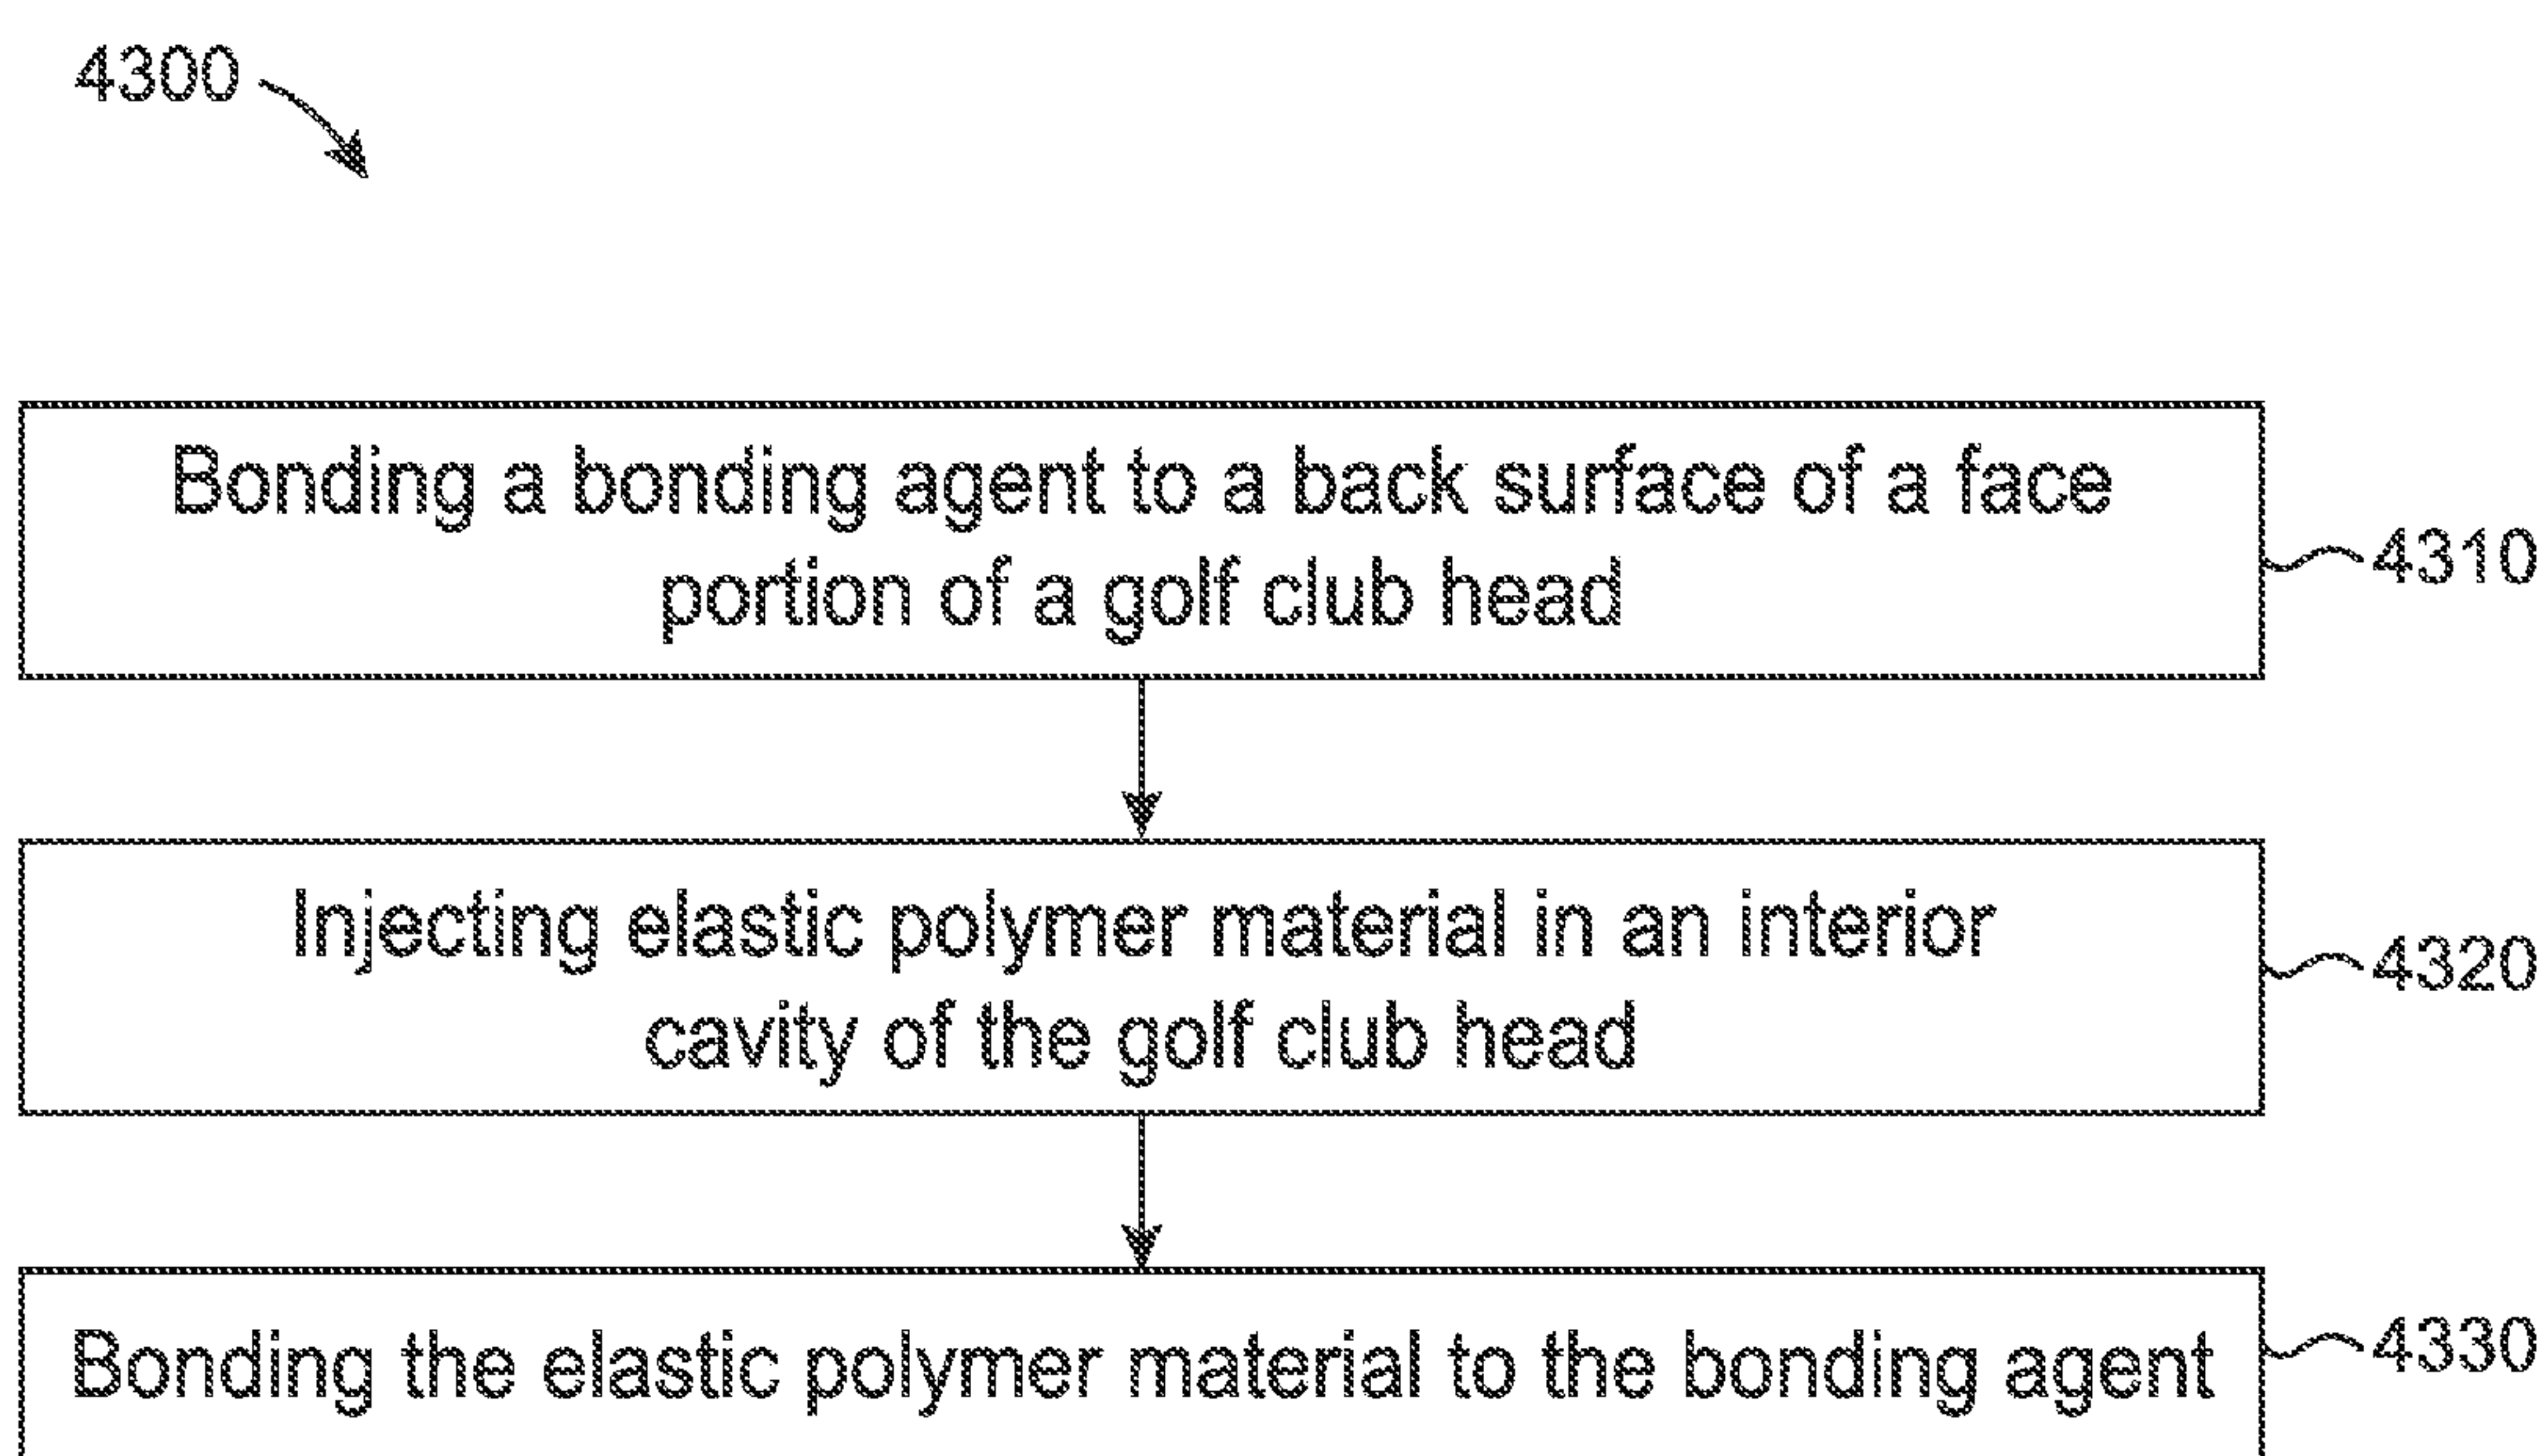 4300
Bonding a bonding agent to a back surface of a face
portion of a golf club head
4310
Injecting elastic polymer material in an interior
cavity of the golf club head
4320
Bonding the elastic polymer material to the bonding agent
4330